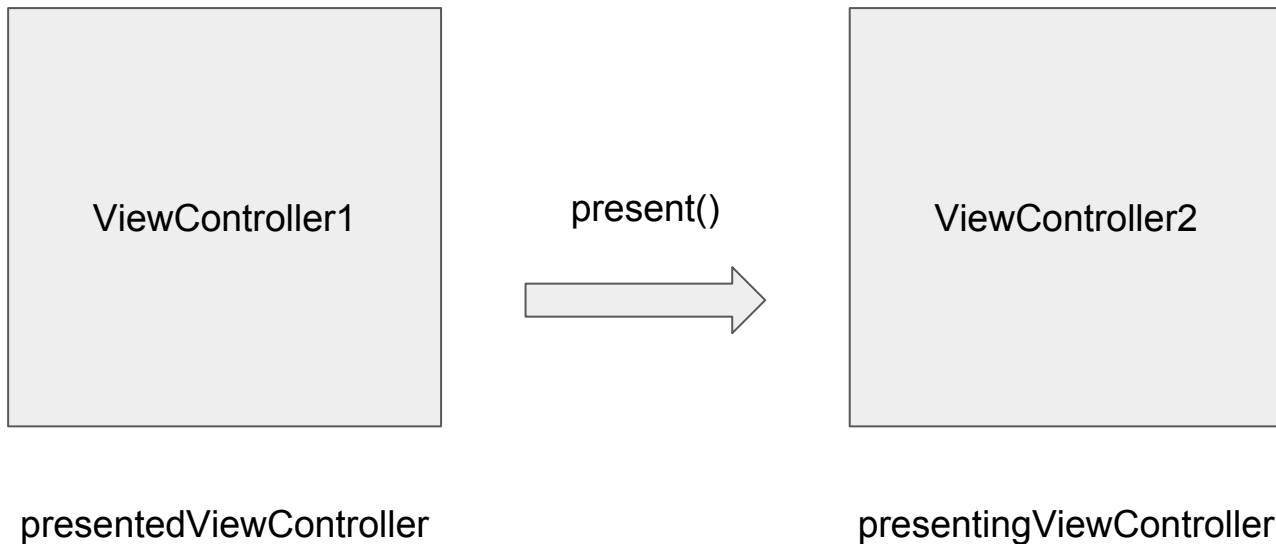 ViewController1
present()
ViewController2
presentedViewController
presentingViewController